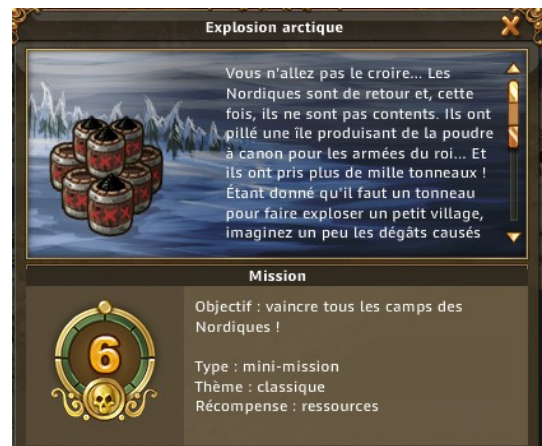 Explosion arctique
Vous n'allez pas le croire... Les
Nordiques sont de retour et, cette
fois, ils ne sont pas contents. Ils ont
pillé une île produisant de la poudre
à canon pour les armées du roi... Et
ils ont pris plus de mille tonneaux !
Étant donné qu'il faut un tonneau
pour faire exploser un petit village,
imaginez un peu les dégâts causés
Mission
6
Objectif : vaincre tous les camps des
Nordiques !
Type : mini-mission
Thème : classique
Récompense : ressources